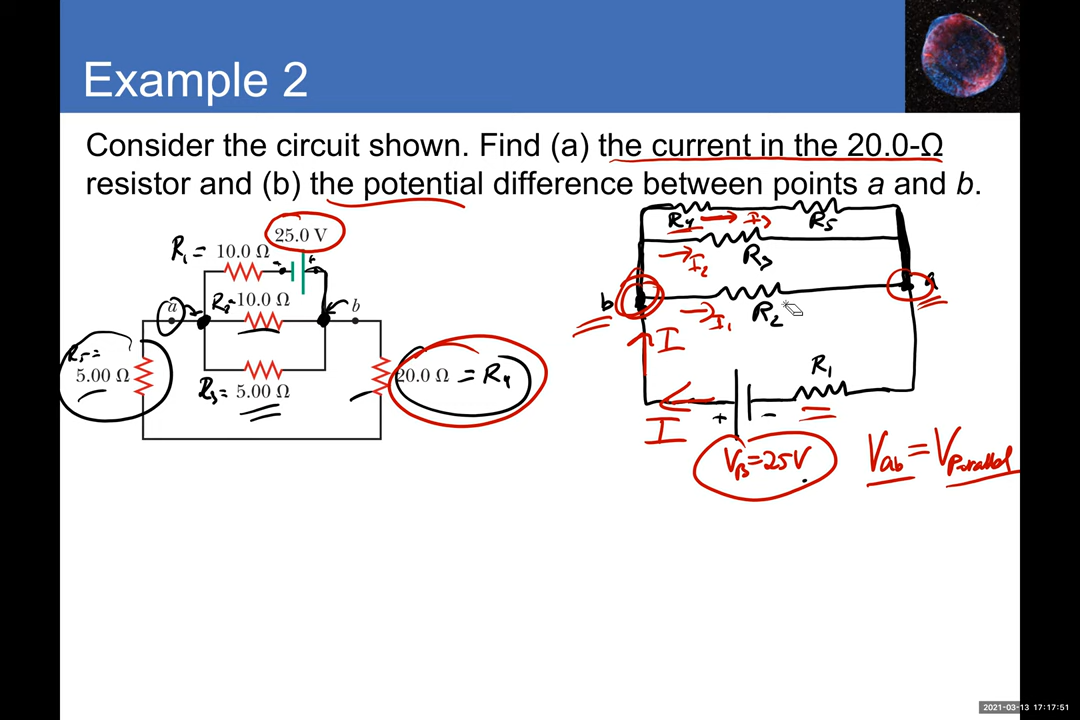 Example 2
Consider the circuit shown. Find (a) the current in the 20.0-Ω
resistor and (b) the potential difference between points a and b.
25.0 V
R₁ = 10.0 Ω
- +
R₂= 10.0 Ω
a
b
R₅=
5.00 Ω
R₃= 5.00 Ω
20.0 Ω = R₄
R₄ I₃ R₅
I₂ R₃
b a
I₁ R₂
I
R₁
+ -
I
V_B=25V
V_ab = V_Parallel
2021-03-13 17:17:51